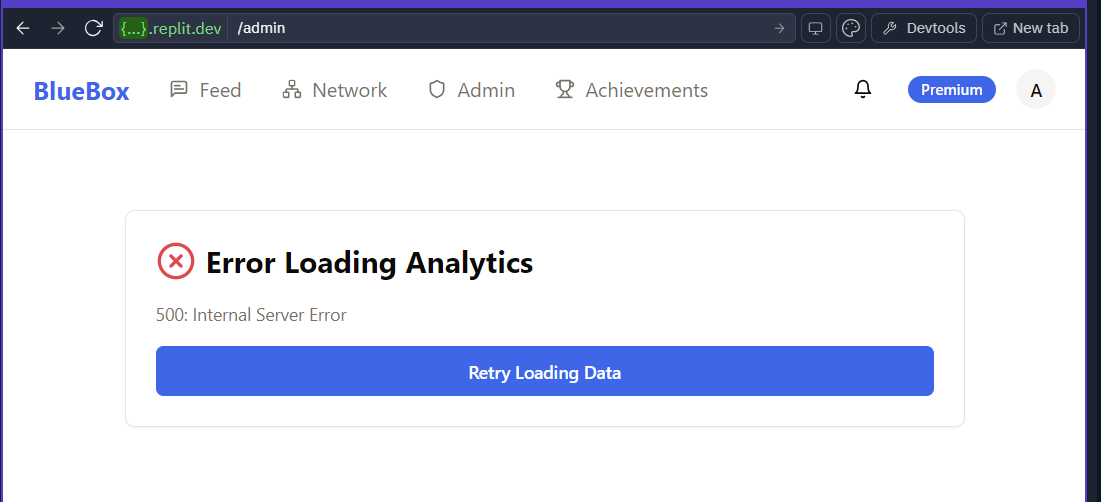 {...}.replit.dev /admin Devtools New tab
BlueBox Feed Network Admin Achievements Premium A
Error Loading Analytics
500: Internal Server Error
Retry Loading Data